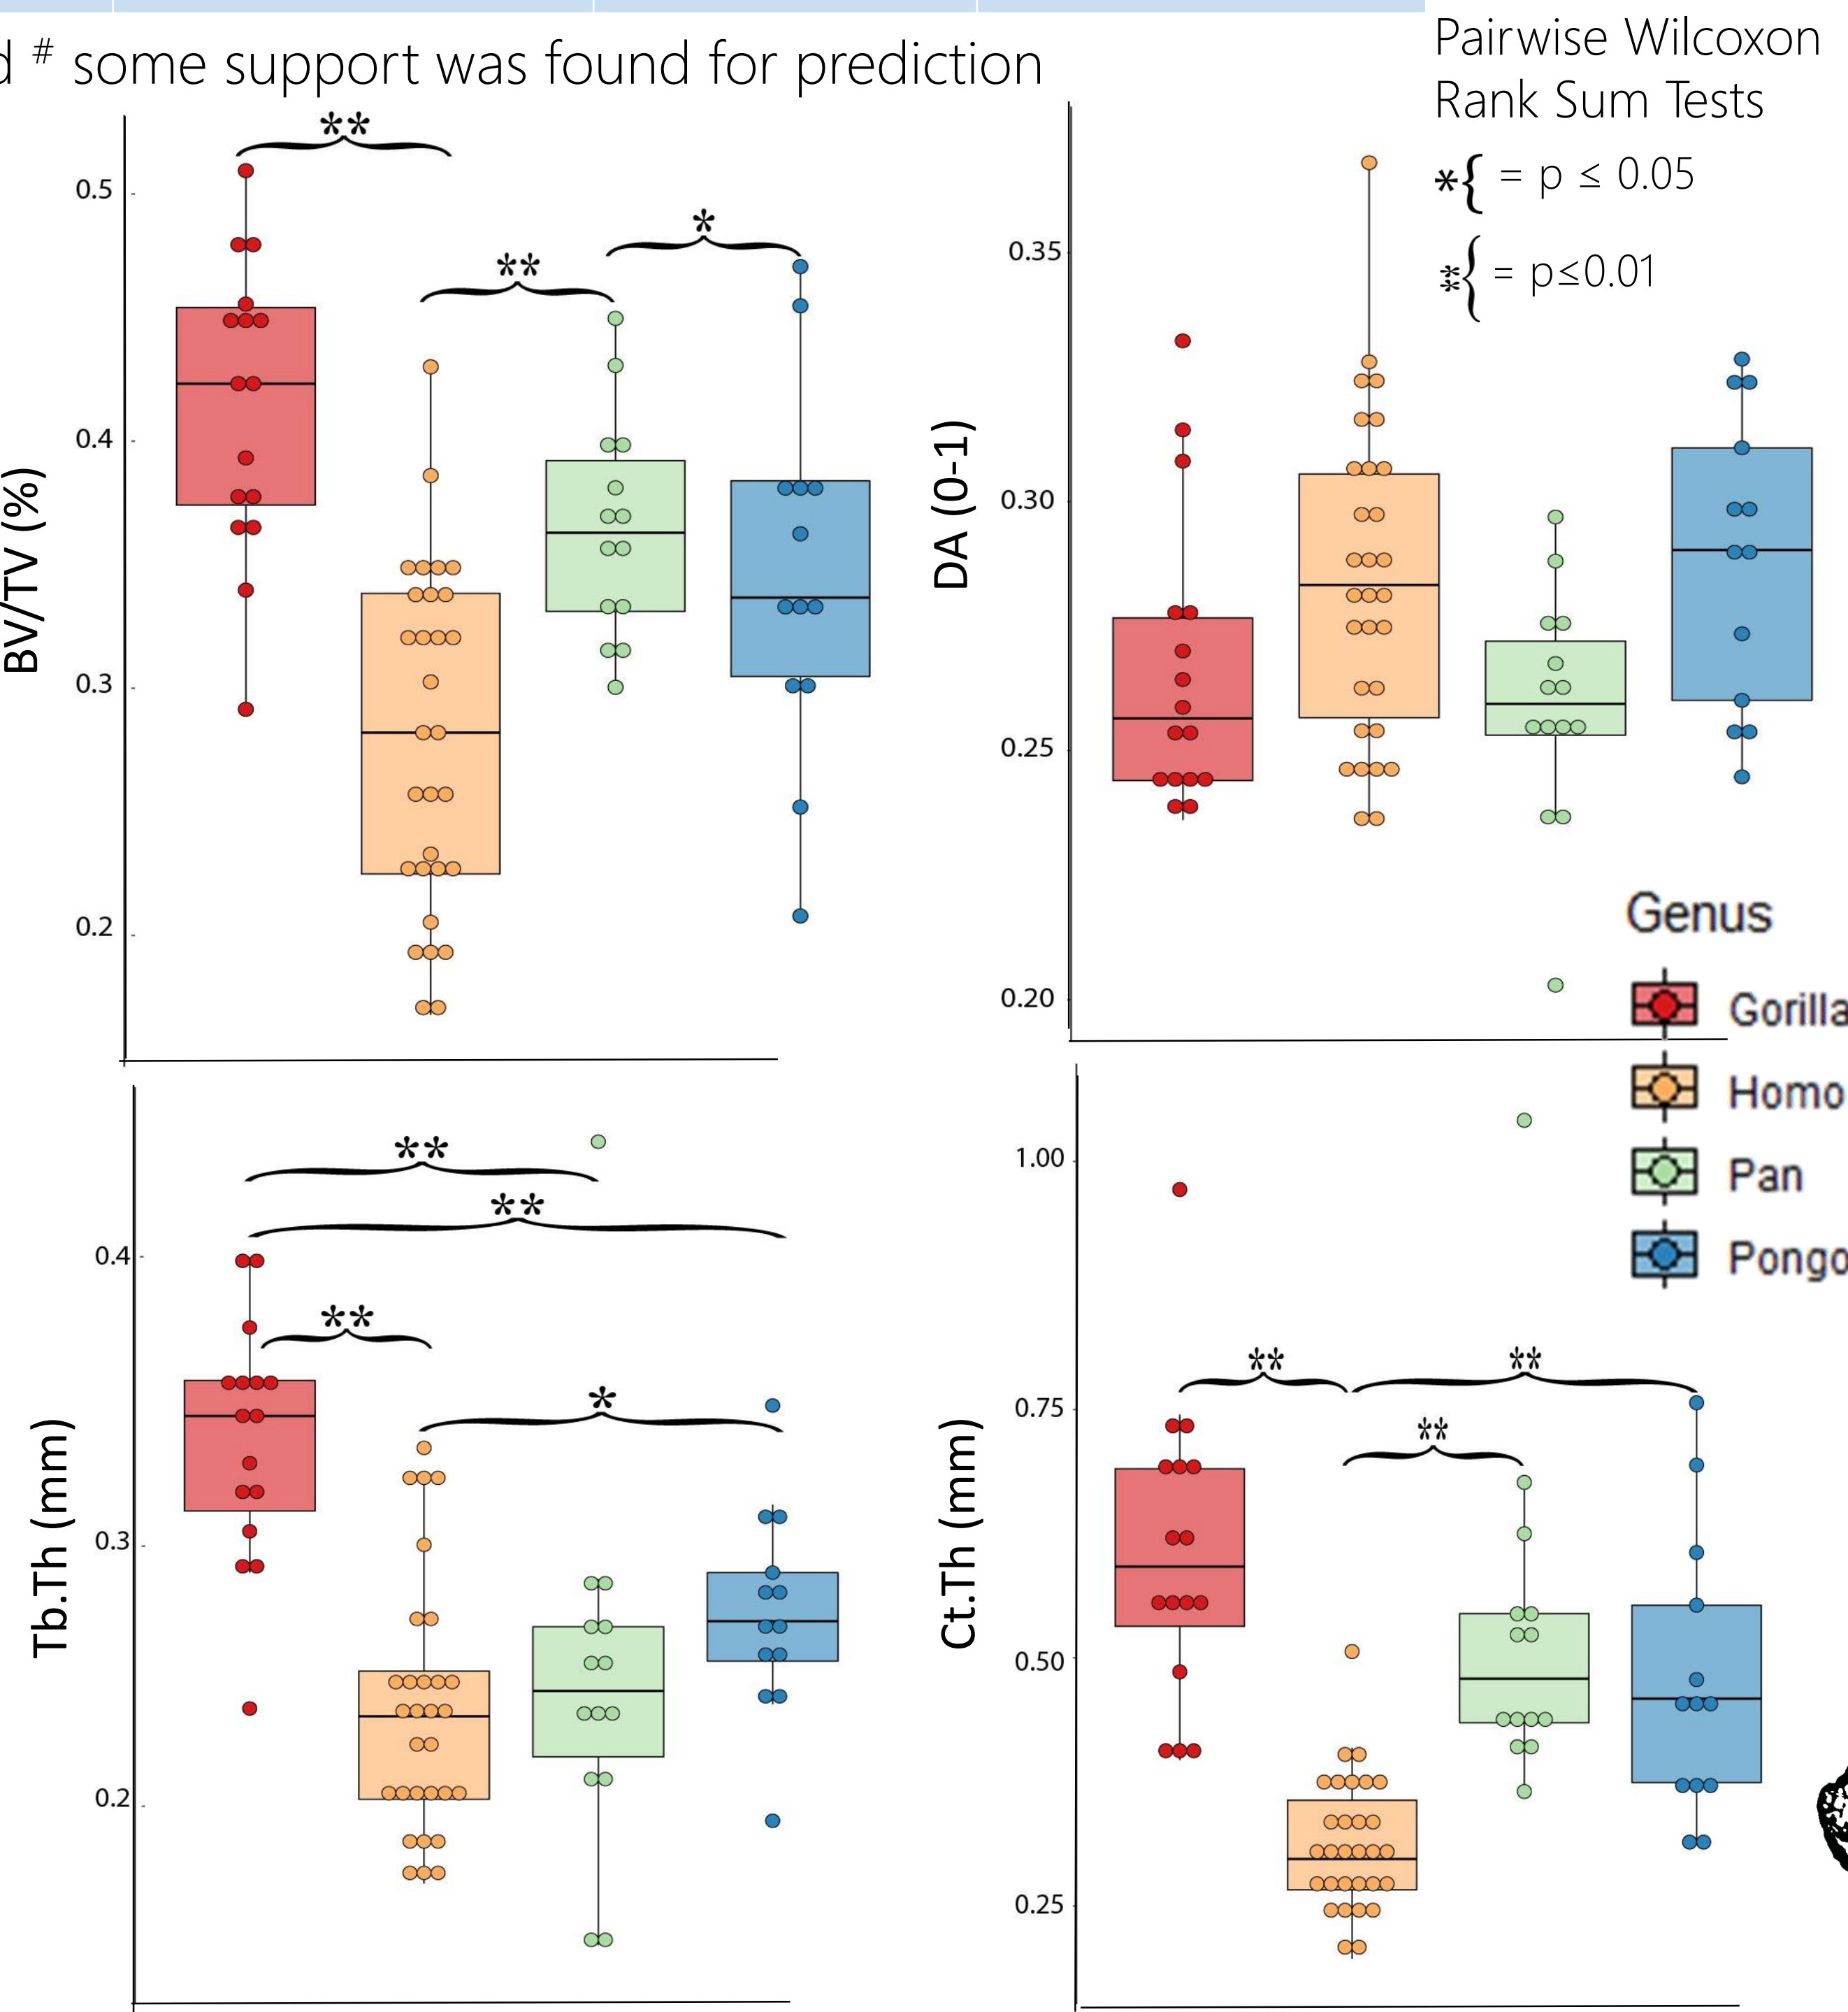 d # some support was found for prediction
Pairwise Wilcoxon
Rank Sum Tests
*{ = p ≤ 0.05
**{ = p≤0.01
BV/TV (%)
0.5
0.4
0.3
0.2
**
**
*
DA (0-1)
0.35
0.30
0.25
0.20
Genus
Gorilla
Homo
Pan
Pongo
Tb.Th (mm)
0.4
0.3
0.2
**
**
**
*
Ct.Th (mm)
1.00
0.75
0.50
0.25
**
**
**